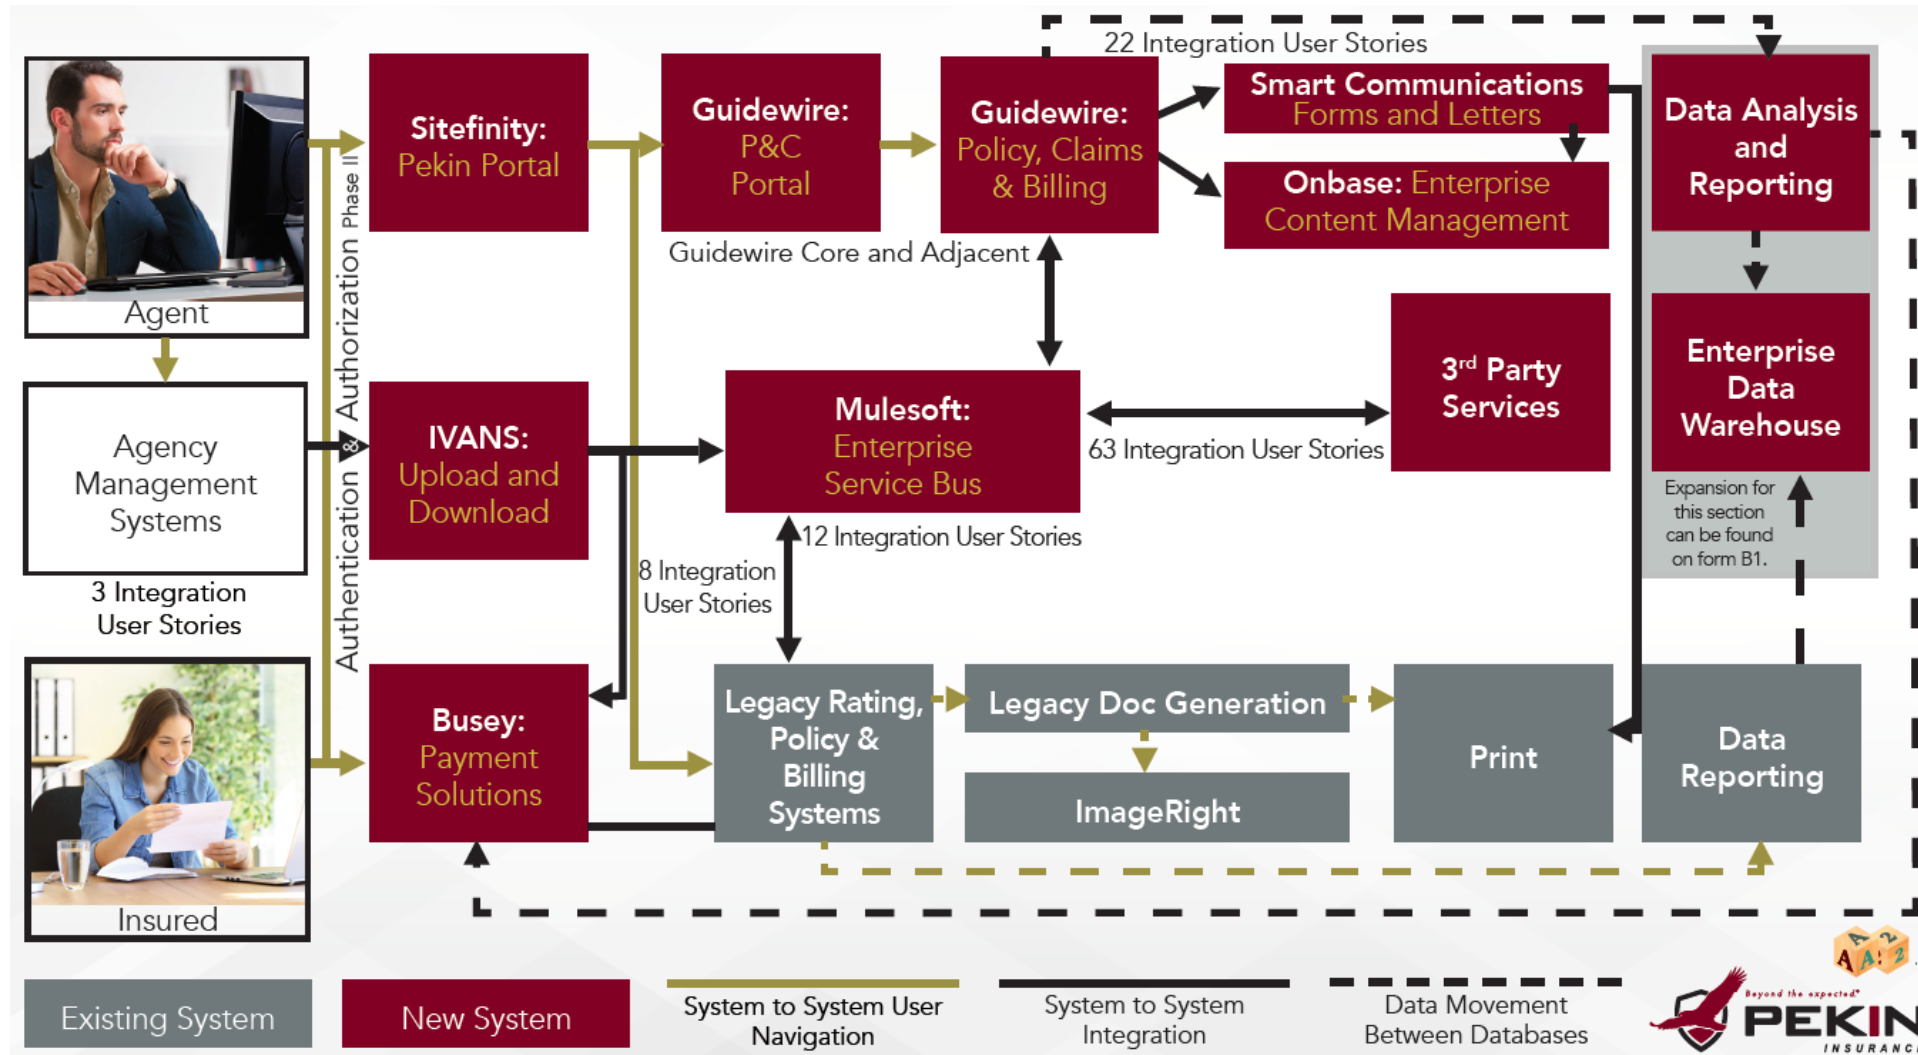 22 Integration User Stories
Agent
Sitefinity:
Pekin Portal
Guidewire:
P&C
Portal
Guidewire:
Policy, Claims
& Billing
Smart Communications
Forms and Letters
Onbase: Enterprise
Content Management
Data Analysis
and
Reporting
Guidewire Core and Adjacent
Authentication & Authorization Phase II
Agency
Management
Systems
3 Integration
User Stories
IVANS:
Upload and
Download
Mulesoft:
Enterprise
Service Bus
63 Integration User Stories
3rd Party
Services
Enterprise
Data
Warehouse
Expansion for
this section
can be found
on form B1.
12 Integration User Stories
8 Integration
User Stories
Insured
Busey:
Payment
Solutions
Legacy Rating,
Policy &
Billing
Systems
Legacy Doc Generation
ImageRight
Print
Data
Reporting
Existing System
New System
System to System User
Navigation
System to System
Integration
Data Movement
Between Databases
A A 2
A A: 2
Beyond the expected.®
PEKIN
INSURANC